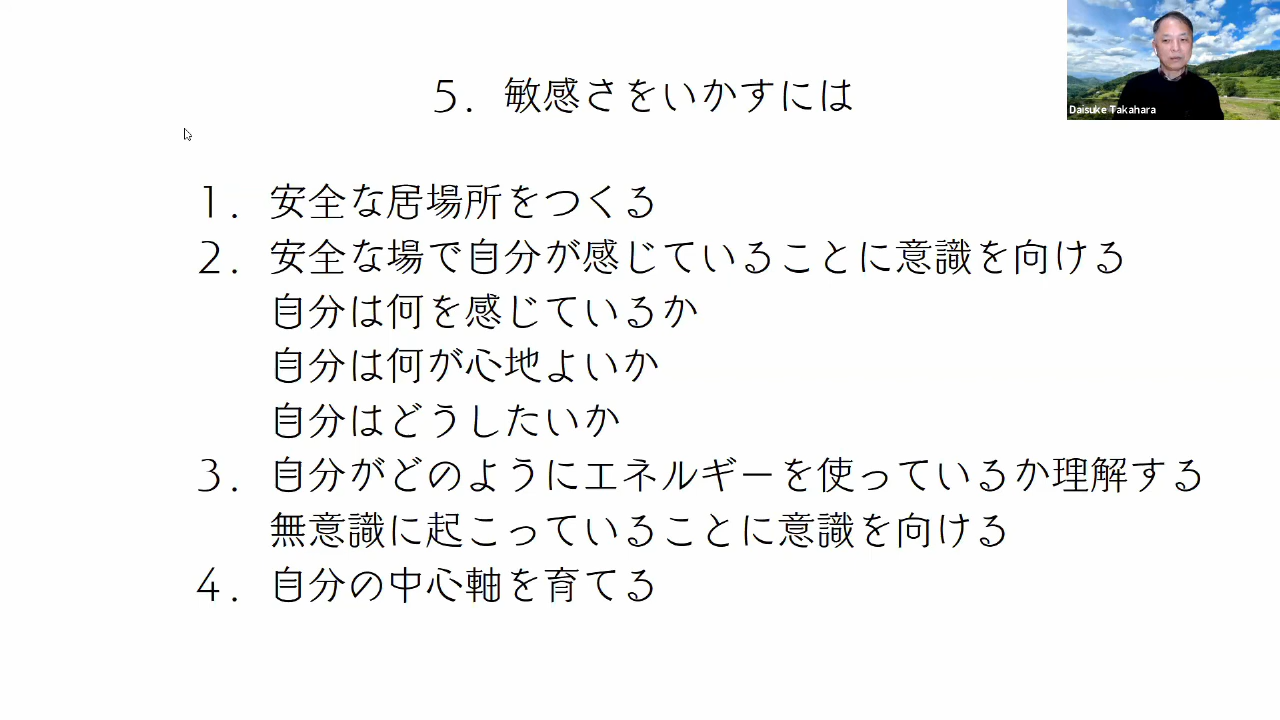 ５．敏感さをいかすには
Daisuke Takahara
１．安全な居場所をつくる
２．安全な場で自分が感じていることに意識を向ける
自分は何を感じているか
自分は何が心地よいか
自分はどうしたいか
３．自分がどのようにエネルギーを使っているか理解する
無意識に起こっていることに意識を向ける
４．自分の中心軸を育てる